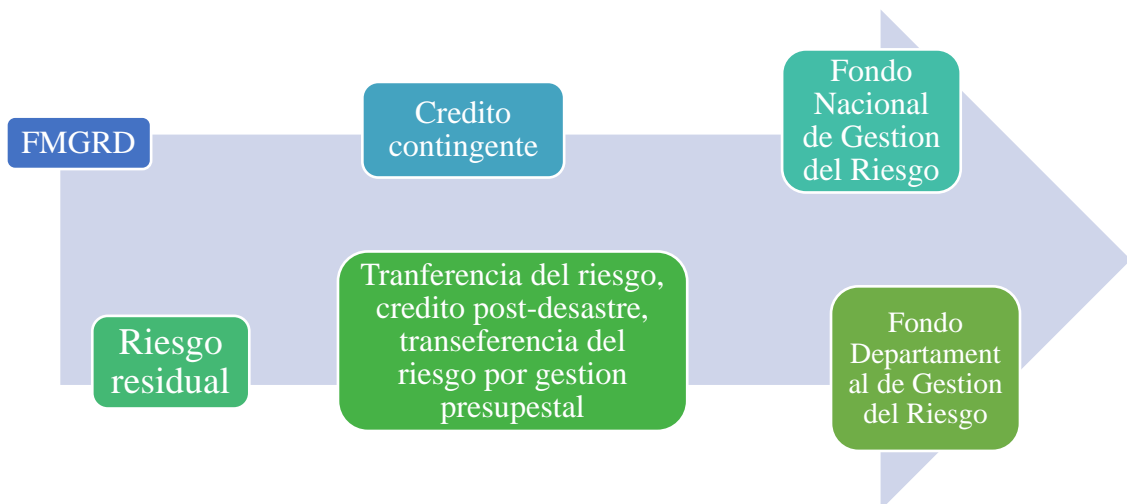 FMGRD
Credito
contingente
Fondo
Nacional
de Gestion
del Riesgo
Riesgo
residual
Tranferencia del riesgo,
credito post-desastre,
transeferencia del
riesgo por gestion
presupestal
Fondo
Departament
al de Gestion
del Riesgo